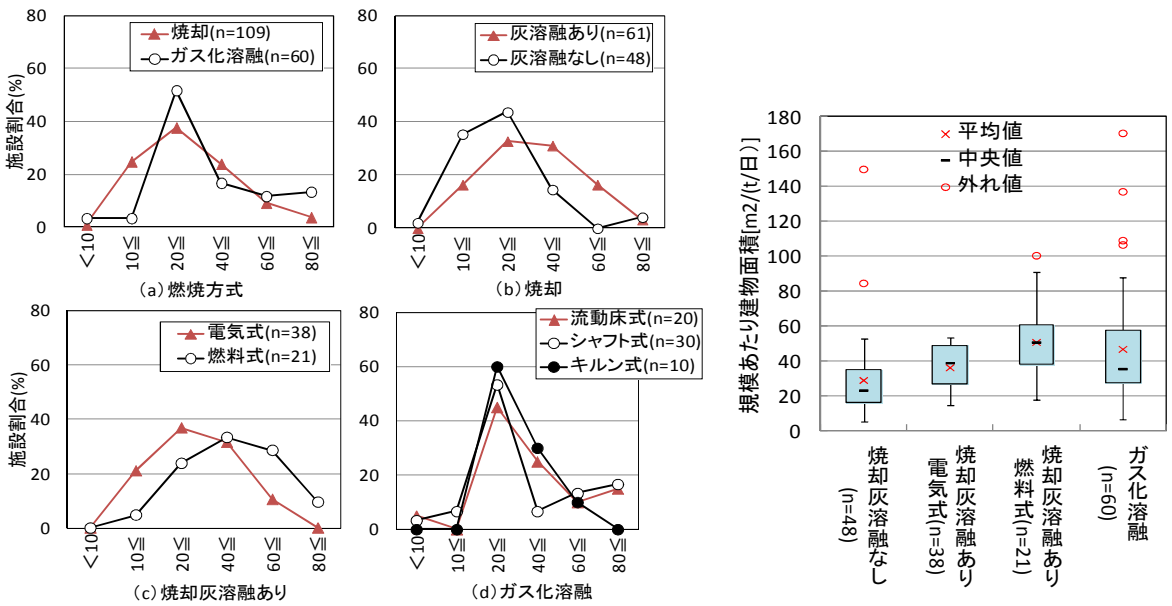 80
60
40
20
0
施設割合(%)
焼却(n=109)
ガス化溶融(n=60)
<10
10≦
20≦
40≦
60≦
80≦
(a) 燃焼方式
80
60
40
20
0
灰溶融あり(n=61)
灰溶融なし(n=48)
<10
10≦
20≦
40≦
60≦
80≦
(b) 焼却
80
60
40
20
0
施設割合(%)
電気式(n=38)
燃料式(n=21)
<10
10≦
20≦
40≦
60≦
80≦
(c) 焼却灰溶融あり
80
60
40
20
0
流動床式(n=20)
シャフト式(n=30)
キルン式(n=10)
<10
10≦
20≦
40≦
60≦
80≦
(d) ガス化溶融
規模あたり建物面積[m2/(t/日)]
180
160
140
120
100
80
60
40
20
0
平均値
中央値
外れ値
焼却灰溶融なし
(n=48)
焼却灰溶融あり
電気式(n=38)
焼却灰溶融あり
燃料式(n=21)
ガス化溶融
(n=60)